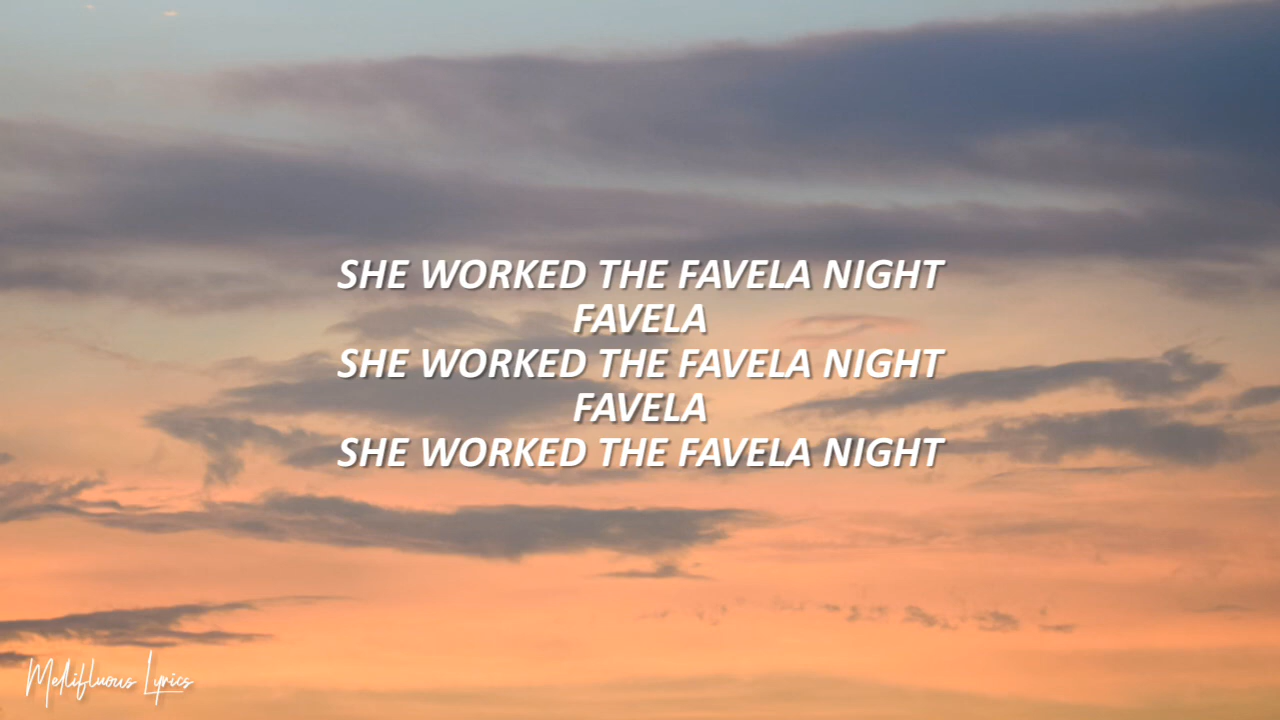 SHE WORKED THE FAVELA NIGHT
FAVELA
SHE WORKED THE FAVELA NIGHT
FAVELA
SHE WORKED THE FAVELA NIGHT
Mellifluous Lyrics